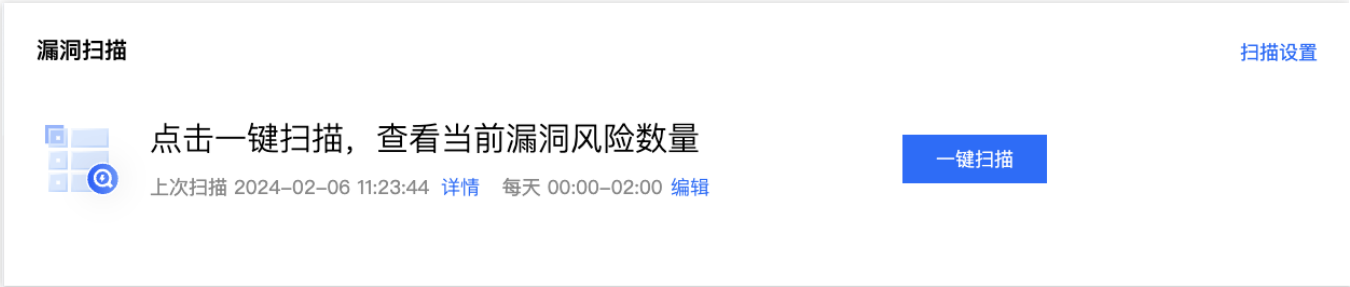 漏洞扫描
扫描设置
点击一键扫描，查看当前漏洞风险数量
一键扫描
上次扫描 2024-02-06 11:23:44 详情 每天 00:00-02:00 编辑